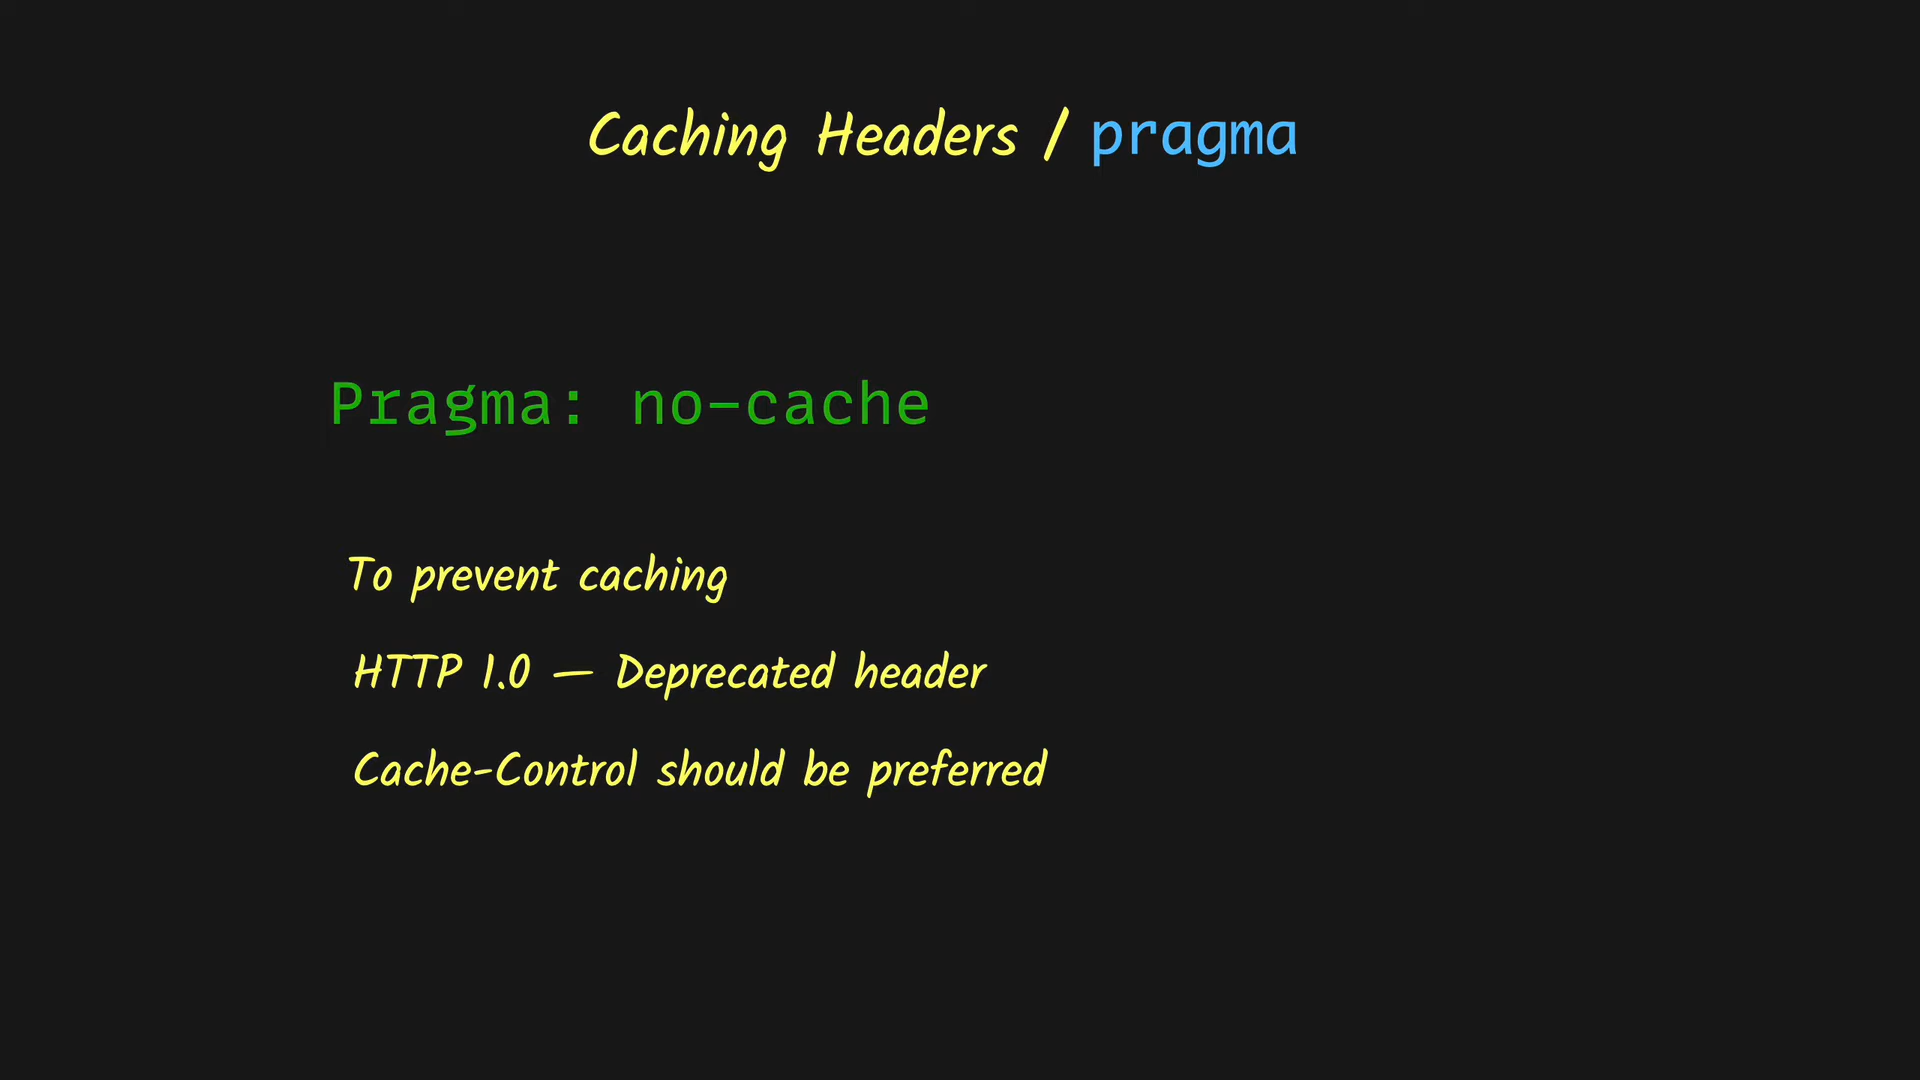 Caching Headers / pragma
Pragma: no-cache
To prevent caching
HTTP 1.0 — Deprecated header
Cache-Control should be preferred